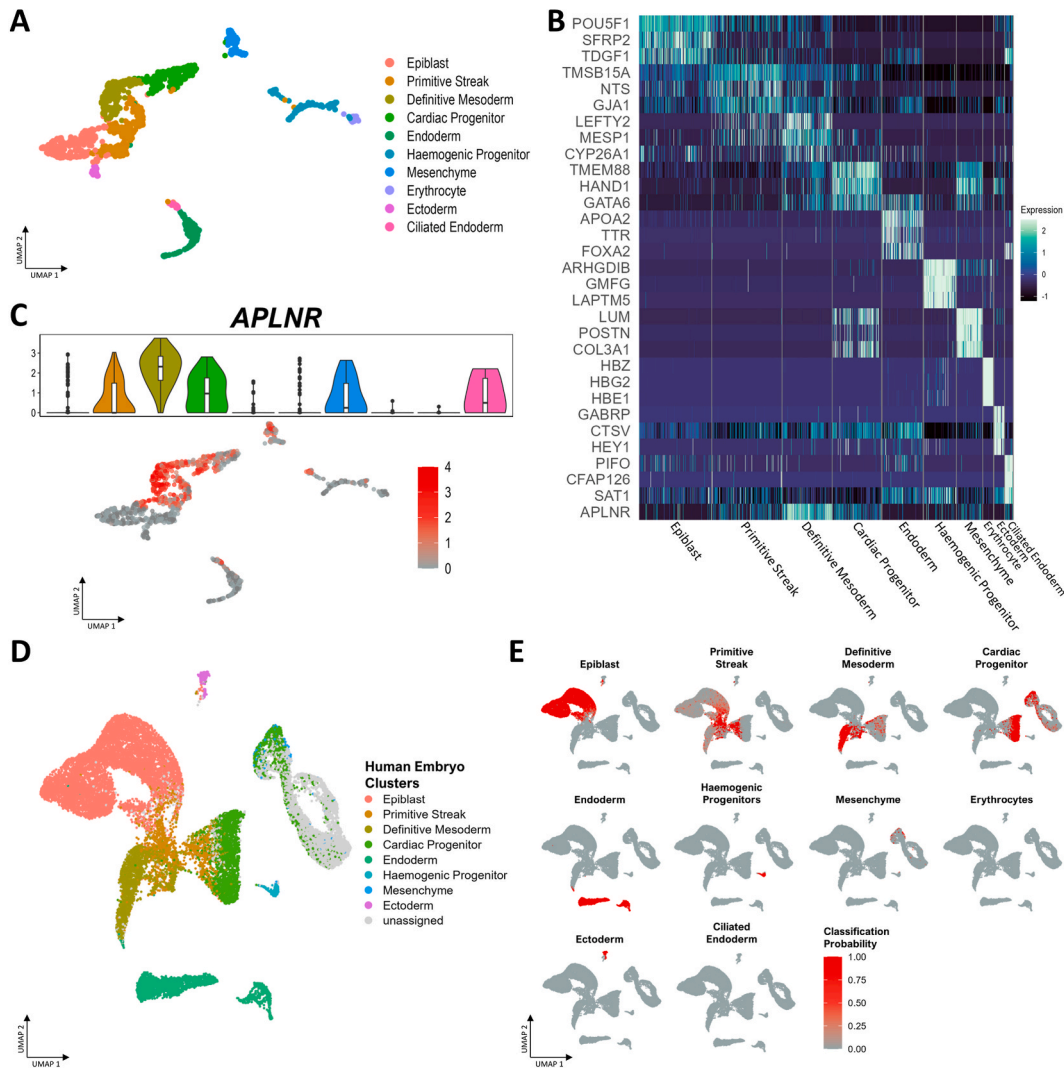 A
Epiblast
Primitive Streak
Definitive Mesoderm
Cardiac Progenitor
Endoderm
Haemogenic Progenitor
Mesenchyme
Erythrocyte
Ectoderm
Ciliated Endoderm
UMAP 2
UMAP 1
B
POU5F1
SFRP2
TDGF1
TMSB15A
NTS
GJA1
LEFTY2
MESP1
CYP26A1
TMEM88
HAND1
GATA6
APOA2
TTR
FOXA2
ARHGDIB
GMFG
LAPTM5
LUM
POSTN
COL3A1
HBZ
HBG2
HBE1
GABRP
CTSV
HEY1
PIFO
CFAP126
SAT1
APLNR
Expression
2
1
0
-1
Epiblast
Primitive Streak
Definitive Mesoderm
Cardiac Progenitor
Endoderm
Haemogenic Progenitor
Mesenchyme
Erythrocyte
Ectoderm
Ciliated Endoderm
C
APLNR
3
2
1
0
4
3
2
1
0
UMAP 2
UMAP 1
D
Human Embryo
Clusters
Epiblast
Primitive Streak
Definitive Mesoderm
Cardiac Progenitor
Endoderm
Haemogenic Progenitor
Mesenchyme
Ectoderm
unassigned
UMAP 2
UMAP 1
E
Epiblast
Primitive
Streak
Definitive
Mesoderm
Cardiac
Progenitor
Endoderm
Haemogenic
Progenitors
Mesenchyme
Erythrocytes
Ectoderm
Ciliated
Endoderm
Classification
Probability
1.00
0.75
0.50
0.25
0.00
UMAP 2
UMAP 1